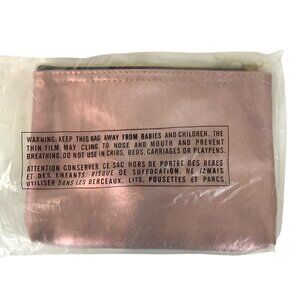 WARNING: KEEP THIS BAG AWAY FROM BABIES AND CHILDREN. THE
THIN FILM MAY CLING TO NOSE AND MOUTH AND PREVENT
BREATHING. DO NOT USE IN CRIBS, BEDS, CARRIAGES OR PLAYPENS.
ATTENTION CONSERVER CE SAC HORS DE PORTEE DES BEBES
ET DES ENFANTS RISQUE DE SUFFOCATION. NE JAMAIS
UTILISER DANS LES BERCEAUX, LITS, POUSETTES ET PARCS.